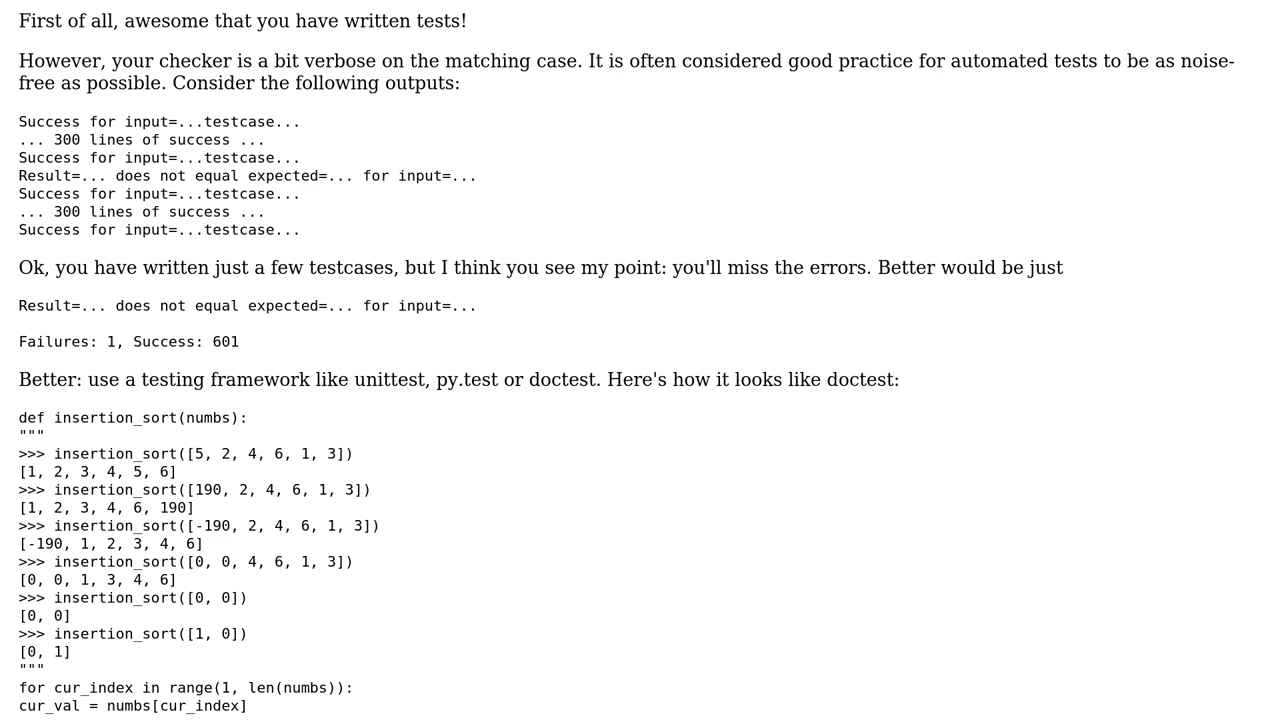 First of all, awesome that you have written tests!
However, your checker is a bit verbose on the matching case. It is often considered good practice for automated tests to be as noise-
free as possible. Consider the following outputs:
Success for input=...testcase...
... 300 lines of success ...
Success for input=...testcase...
Result=... does not equal expected=... for input=...
Success for input=...testcase...
... 300 lines of success ...
Success for input=...testcase...
Ok, you have written just a few testcases, but I think you see my point: you'll miss the errors. Better would be just
Result=... does not equal expected=... for input=...
Failures: 1, Success: 601
Better: use a testing framework like unittest, py.test or doctest. Here's how it looks like doctest:
def insertion_sort(numbs):
"""
>>> insertion_sort([5, 2, 4, 6, 1, 3])
[1, 2, 3, 4, 5, 6]
>>> insertion_sort([190, 2, 4, 6, 1, 3])
[1, 2, 3, 4, 6, 190]
>>> insertion_sort([-190, 2, 4, 6, 1, 3])
[-190, 1, 2, 3, 4, 6]
>>> insertion_sort([0, 0, 4, 6, 1, 3])
[0, 0, 1, 3, 4, 6]
>>> insertion_sort([0, 0])
[0, 0]
>>> insertion_sort([1, 0])
[0, 1]
"""
for cur_index in range(1, len(numbs)):
cur_val = numbs[cur_index]